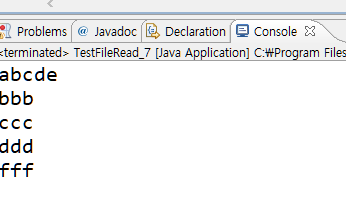 Problems @ Javadoc Declaration Console
<terminated> TestFileRead_7 [Java Application] C:₩Program Files
abcde
bbb
ccc
ddd
fff